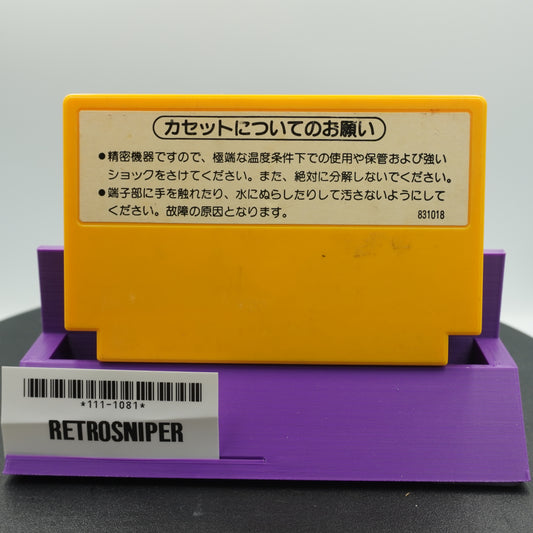 カセットについてのお願い
●精密機器ですので、極端な温度条件下での使用や保管および強い
ショックをさけてください。また、絶対に分解しないでください。
●端子部に手を触れたり、水にぬらしたりして汚さないようにして
ください。故障の原因となります。
831018
*111-1081*
RETROSNIPER